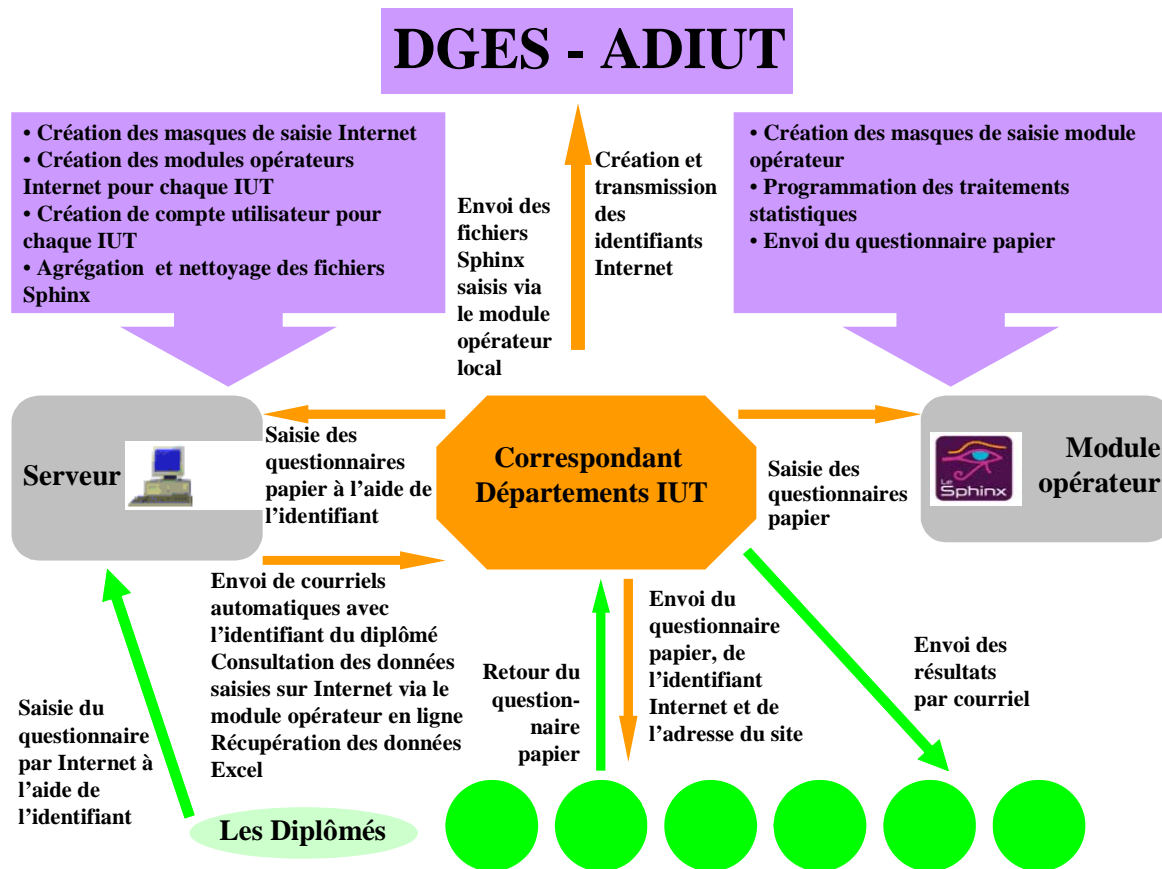 DGES - ADIUT
• Création des masques de saisie Internet
• Création des modules opérateurs
Internet pour chaque IUT
• Création de compte utilisateur pour
chaque IUT
• Agrégation et nettoyage des fichiers
Sphinx
Envoi des
fichiers
Sphinx
saisis via
le module
opérateur
local
Création et
transmission
des
identifiants
Internet
• Création des masques de saisie module
opérateur
• Programmation des traitements
statistiques
• Envoi du questionnaire papier
Serveur
Saisie des
questionnaires
papier à l’aide de
l’identifiant
Correspondant
Départements IUT
Saisie des
questionnaires
papier
Le
Sphinx
Module
opérateur
Envoi de courriels
automatiques avec
l’identifiant du diplômé
Consultation des données
saisies sur Internet via le
module opérateur en ligne
Récupération des données
Excel
Saisie du
questionnaire
par Internet à
l’aide de
l’identifiant
Retour du
question-
naire
papier
Envoi du
questionnaire
papier, de
l’identifiant
Internet et de
l’adresse du site
Envoi des
résultats
par courriel
Les Diplômés